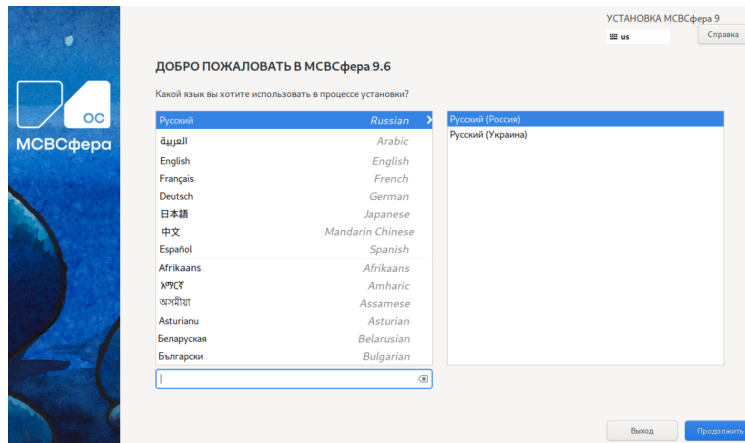 УСТАНОВКА МСВСфера 9
us
Справка
ОС
МСВСфера
ДОБРО ПОЖАЛОВАТЬ В МСВСфера 9.6
Какой язык вы хотите использовать в процессе установки?
Русский Russian
العربية Arabic
English English
Français French
Deutsch German
日本語 Japanese
中文 Mandarin Chinese
Español Spanish
Afrikaans Afrikaans
አማርኛ Amharic
অসমীয়া Assamese
Asturianu Asturian
Беларуская Belarusian
Български Bulgarian
Русский (Россия)
Русский (Украина)
Выход
Продолжить